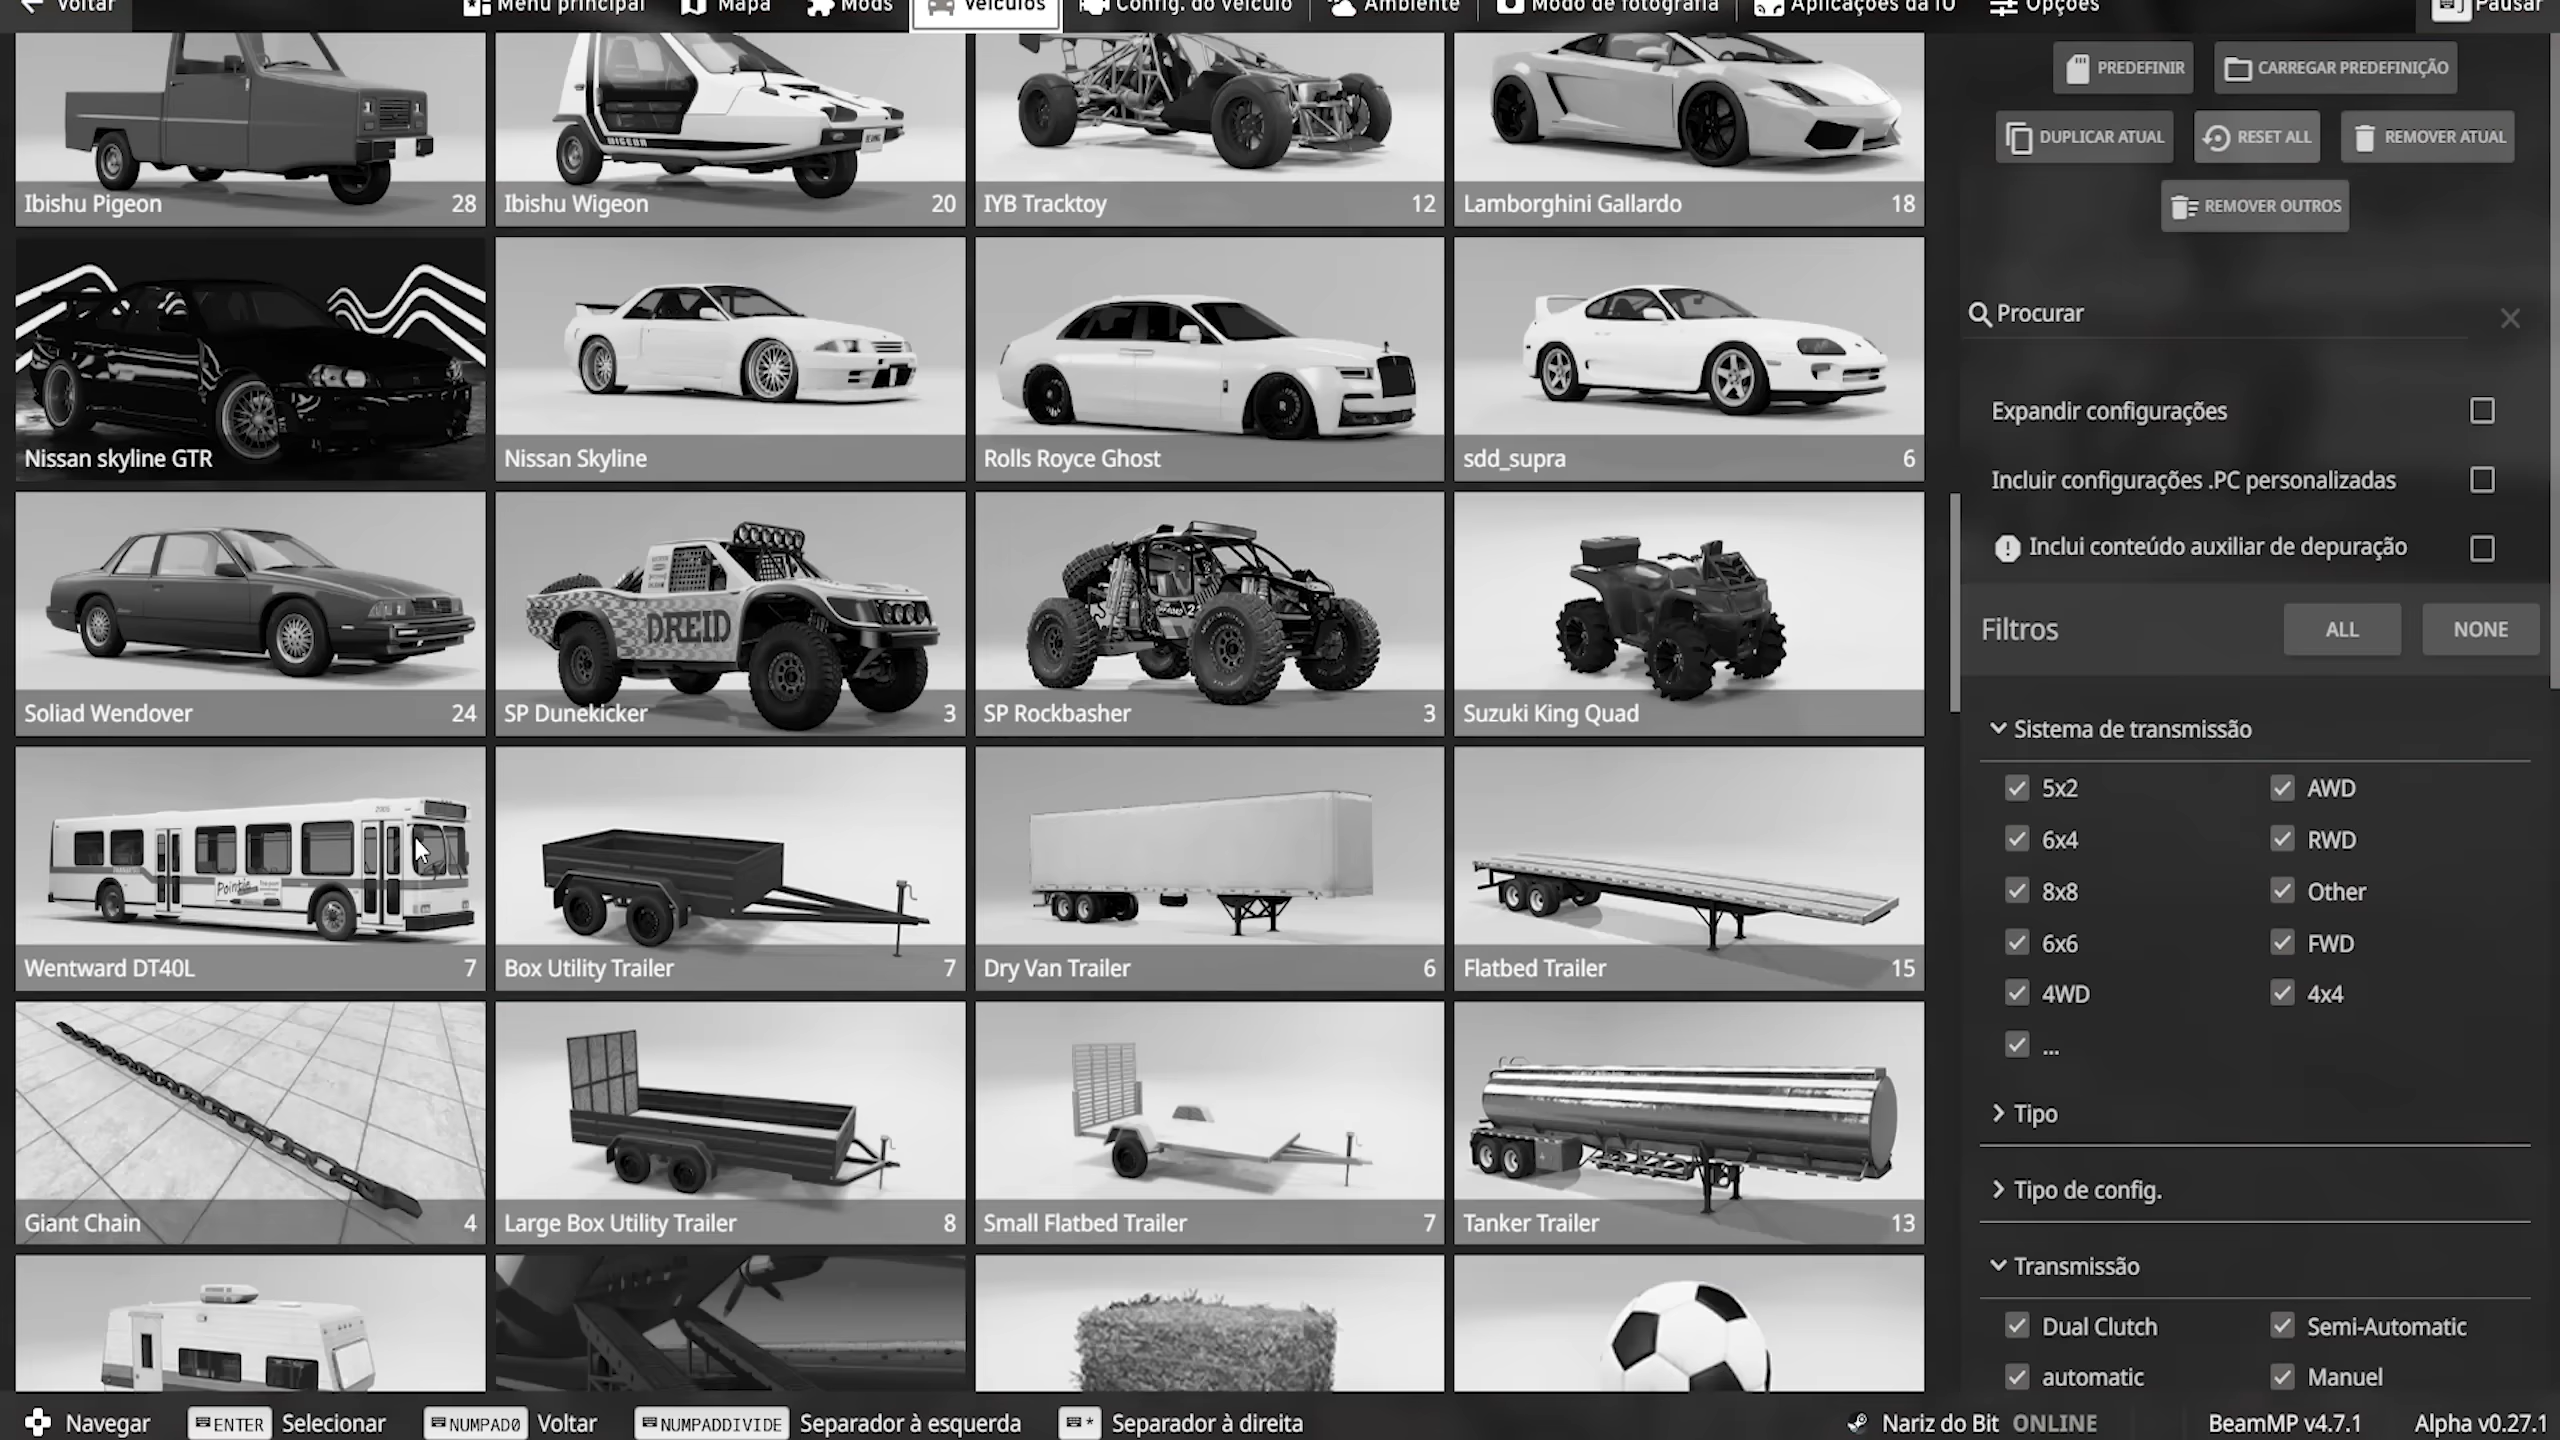 Voltar
Menu principal
Mapa
Mods
Veículos
Config. do veículo
Ambiente
Modo de fotografia
Aplicações da IU
Opções
Pausar
Ibishu Pigeon 28
Ibishu Wigeon 20
IYB Tracktoy 12
Lamborghini Gallardo 18
Nissan skyline GTR
Nissan Skyline
Rolls Royce Ghost
sdd_supra 6
Soliad Wendover 24
DREID
SP Dunekicker 3
SP Rockbasher 3
Suzuki King Quad
Wentward DT40L 7
Box Utility Trailer 7
Dry Van Trailer 6
Flatbed Trailer 15
Giant Chain 4
Large Box Utility Trailer 8
Small Flatbed Trailer 7
Tanker Trailer 13
PREDEFINIR
CARREGAR PREDEFINIÇÃO
DUPLICAR ATUAL
RESET ALL
REMOVER ATUAL
REMOVER OUTROS
Procurar
Expandir configurações
Incluir configurações .PC personalizadas
Inclui conteúdo auxiliar de depuração
Filtros ALL NONE
Sistema de transmissão
5x2 AWD
6x4 RWD
8x8 Other
6x6 FWD
4WD 4x4
...
Tipo
Tipo de config.
Transmissão
Dual Clutch Semi-Automatic
automatic Manuel
Navegar ENTER Selecionar NUMPAD0 Voltar NUMPADDIVIDE Separador à esquerda * Separador à direita
Nariz do Bit ONLINE BeamMP v4.7.1 Alpha v0.27.1